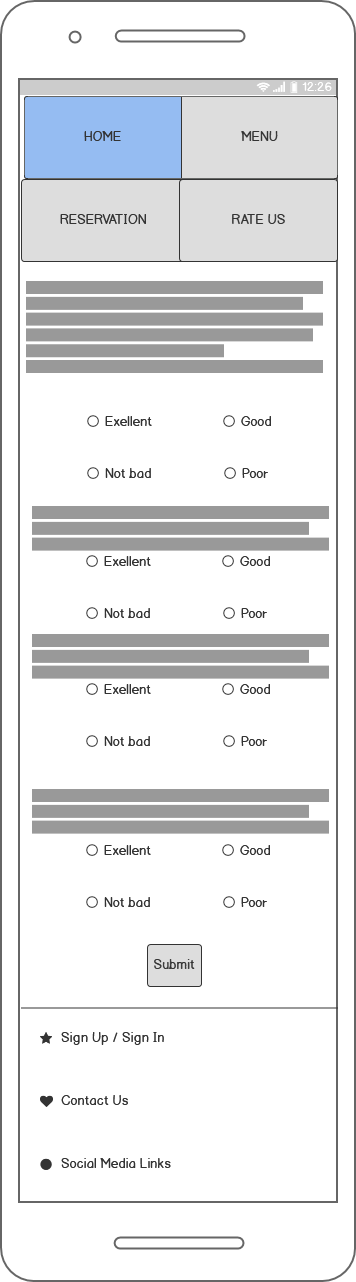 12:26
HOME MENU
RESERVATION RATE US
Exellent Good
Not bad Poor
Exellent Good
Not bad Poor
Exellent Good
Not bad Poor
Exellent Good
Not bad Poor
Submit
Sign Up / Sign In
Contact Us
Social Media Links